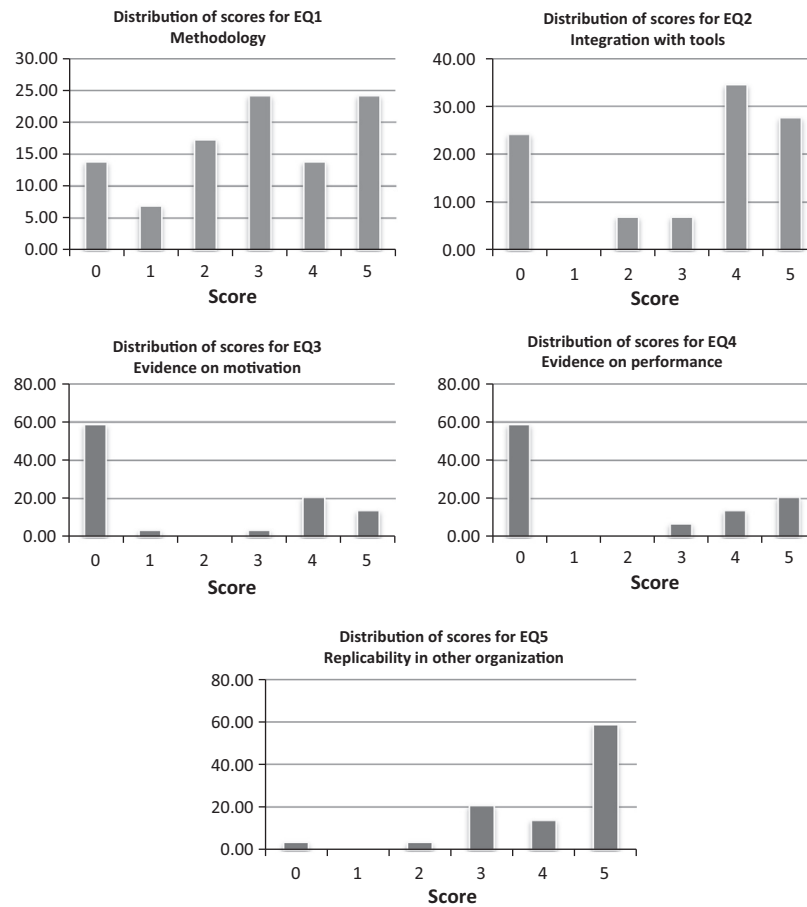 Distribution of scores for EQ1
Methodology
30.00
25.00
20.00
15.00
10.00
5.00
0.00
0 1 2 3 4 5
Score
Distribution of scores for EQ2
Integration with tools
40.00
30.00
20.00
10.00
0.00
0 1 2 3 4 5
Score
Distribution of scores for EQ3
Evidence on motivation
80.00
60.00
40.00
20.00
0.00
0 1 2 3 4 5
Score
Distribution of scores for EQ4
Evidence on performance
80.00
60.00
40.00
20.00
0.00
0 1 2 3 4 5
Score
Distribution of scores for EQ5
Replicability in other organization
80.00
60.00
40.00
20.00
0.00
0 1 2 3 4 5
Score